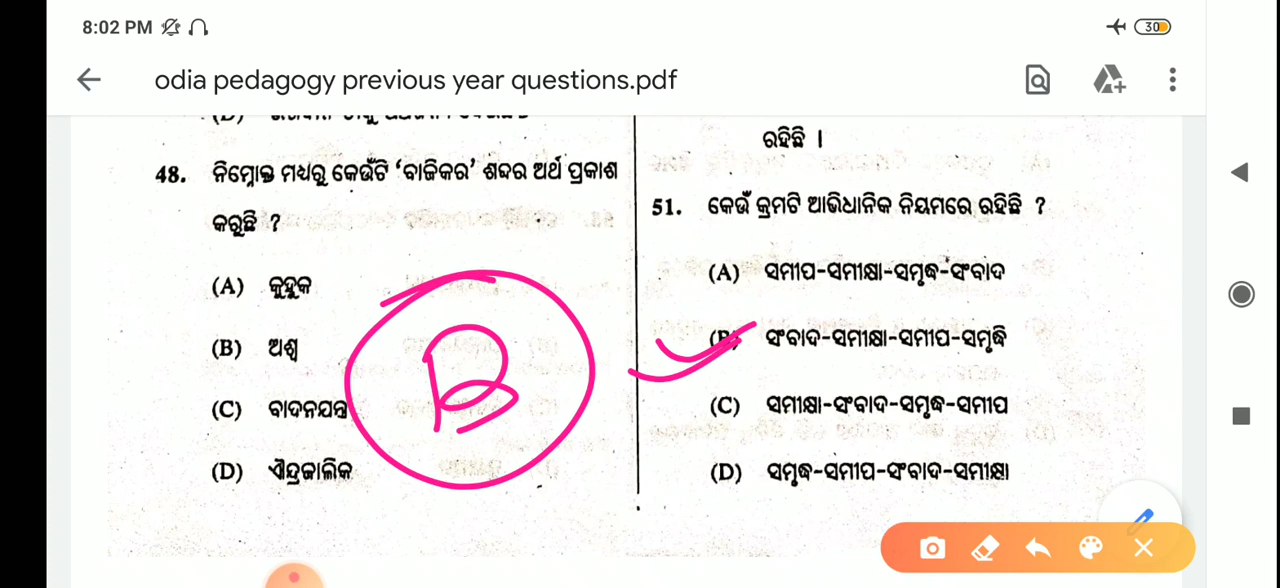 8:02 PM
30
odia pedagogy previous year questions.pdf
48. ନିମ୍ନୋକ୍ତ ମଧ୍ୟରୁ କେଉଁଟି ‘ବାଜିକର’ ଶବ୍ଦର ଅର୍ଥ ପ୍ରକାଶ
କରୁଛି ?
(A) କୁହୁକ
(B) ଅଶ୍ୱ
(C) ବାଦନଯନ୍ତ୍ର
(D) ଐନ୍ଦ୍ରଜାଲିକ
B
ରହିଛି ।
51. କେଉଁ କ୍ରମଟି ଆଭିଧାନିକ ନିୟମରେ ରହିଛି ?
(A) ସମୀପ-ସମୀକ୍ଷା-ସମୃଦ୍ଧ-ସଂବାଦ
(B) ସଂବାଦ-ସମୀକ୍ଷା-ସମୀପ-ସମୃଦ୍ଧି
(C) ସମୀକ୍ଷା-ସଂବାଦ-ସମୃଦ୍ଧ-ସମୀପ
(D) ସମୃଦ୍ଧ-ସମୀପ-ସଂବାଦ-ସମୀକ୍ଷା